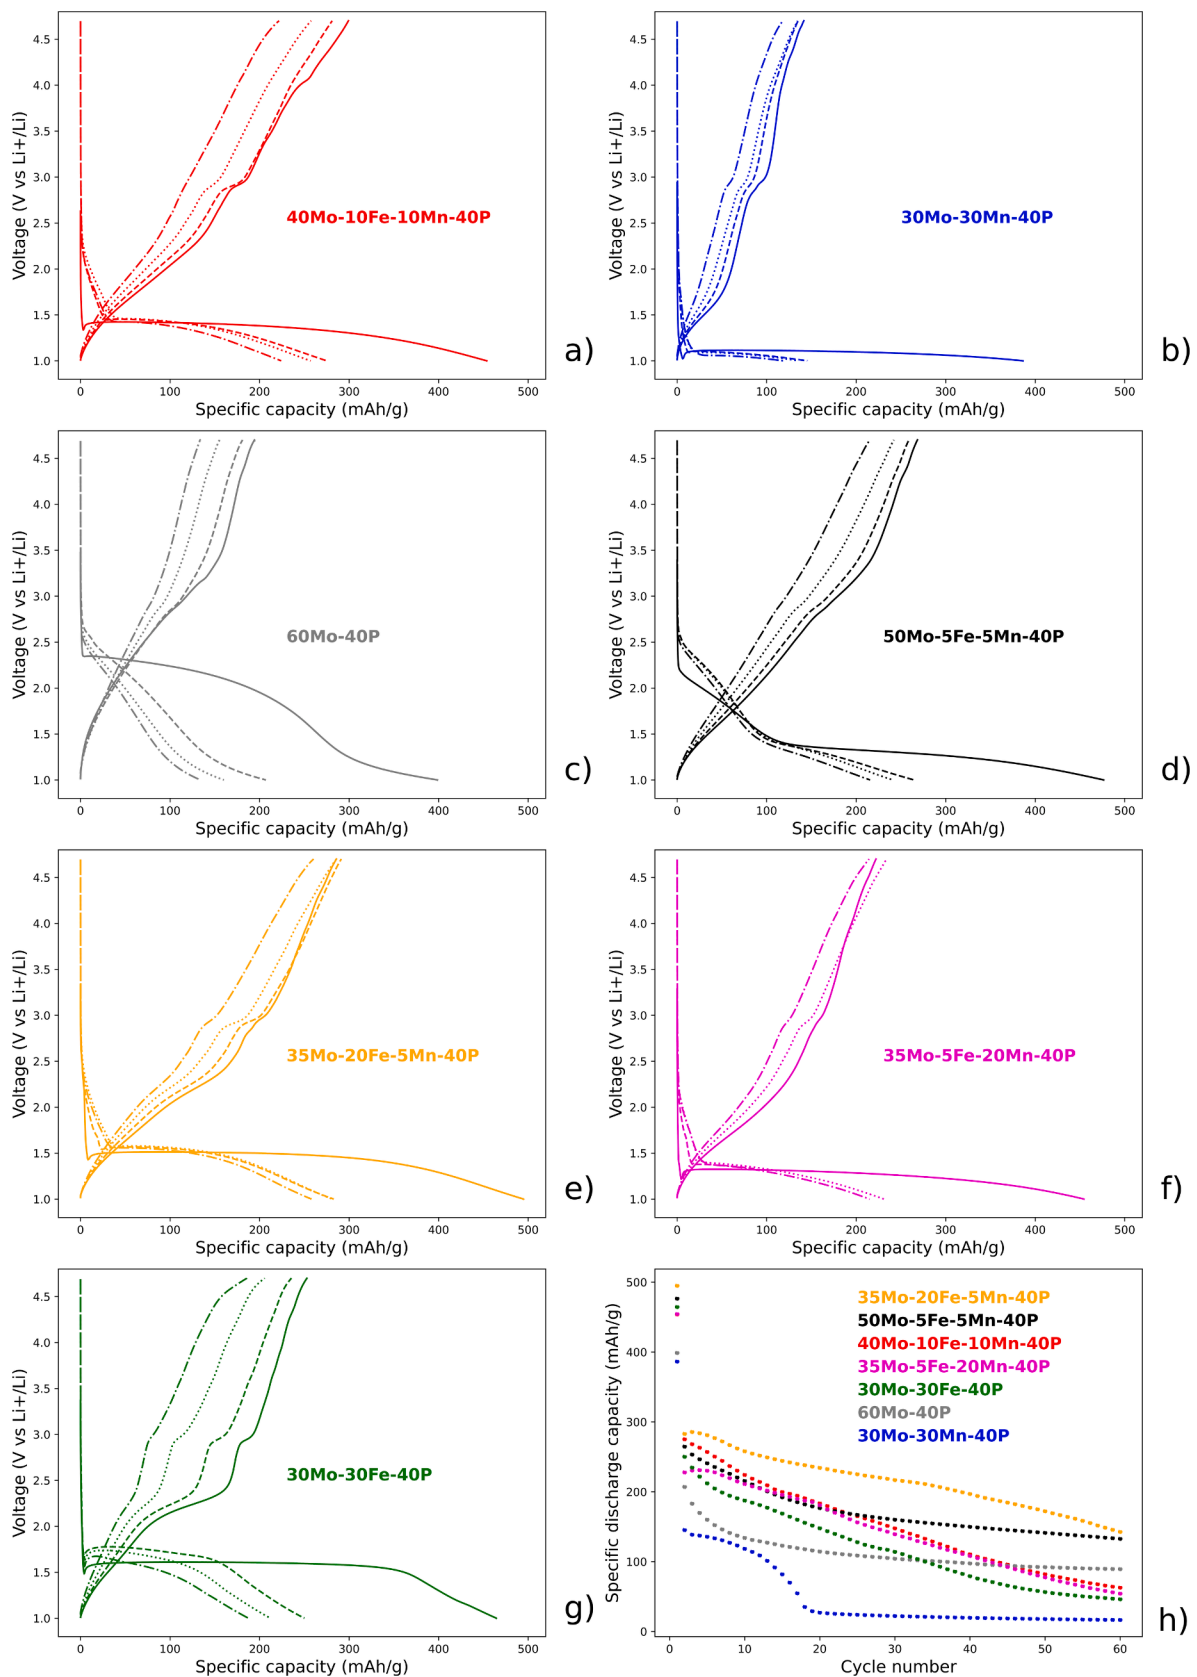 4.5
4.0
3.5
3.0
2.5
2.0
1.5
1.0
Voltage (V vs Li+/Li)
40Mo-10Fe-10Mn-40P
a)
0 100 200 300 400 500
Specific capacity (mAh/g)
4.5
4.0
3.5
3.0
2.5
2.0
1.5
1.0
Voltage (V vs Li+/Li)
30Mo-30Mn-40P
b)
0 100 200 300 400 500
Specific capacity (mAh/g)
4.5
4.0
3.5
3.0
2.5
2.0
1.5
1.0
Voltage (V vs Li+/Li)
60Mo-40P
c)
0 100 200 300 400 500
Specific capacity (mAh/g)
4.5
4.0
3.5
3.0
2.5
2.0
1.5
1.0
Voltage (V vs Li+/Li)
50Mo-5Fe-5Mn-40P
d)
0 100 200 300 400 500
Specific capacity (mAh/g)
4.5
4.0
3.5
3.0
2.5
2.0
1.5
1.0
Voltage (V vs Li+/Li)
35Mo-20Fe-5Mn-40P
e)
0 100 200 300 400 500
Specific capacity (mAh/g)
4.5
4.0
3.5
3.0
2.5
2.0
1.5
1.0
Voltage (V vs Li+/Li)
35Mo-5Fe-20Mn-40P
f)
0 100 200 300 400 500
Specific capacity (mAh/g)
4.5
4.0
3.5
3.0
2.5
2.0
1.5
1.0
Voltage (V vs Li+/Li)
30Mo-30Fe-40P
g)
0 100 200 300 400 500
Specific capacity (mAh/g)
500
400
300
200
100
0
Specific discharge capacity (mAh/g)
35Mo-20Fe-5Mn-40P
50Mo-5Fe-5Mn-40P
40Mo-10Fe-10Mn-40P
35Mo-5Fe-20Mn-40P
30Mo-30Fe-40P
60Mo-40P
30Mo-30Mn-40P
h)
0 10 20 30 40 50 60
Cycle number